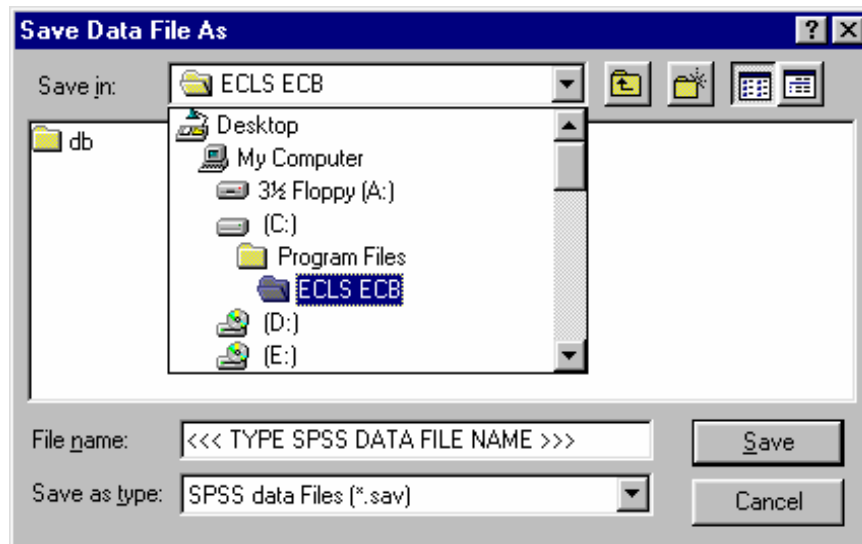 Save Data File As
Save in: ECLS ECB
db
Desktop
My Computer
3½ Floppy (A:)
(C:)
Program Files
ECLS ECB
(D:)
(E:)
File name: <<< TYPE SPSS DATA FILE NAME >>> Save
Save as type: SPSS data Files (*.sav) Cancel